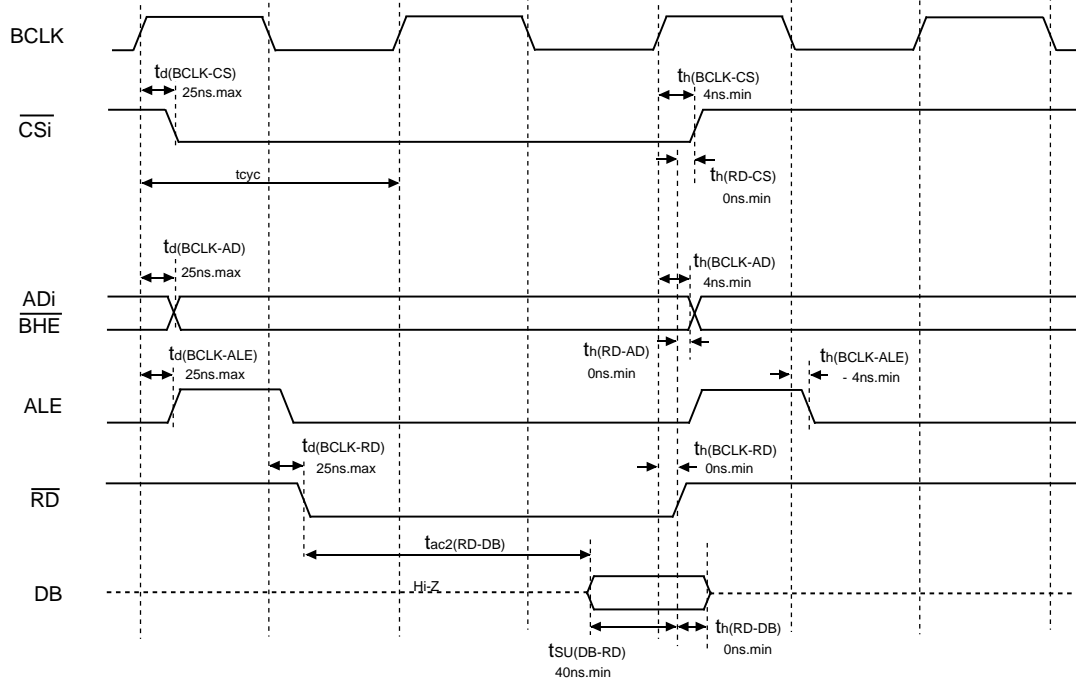 BCLK
td(BCLK-CS)
25ns.max
th(BCLK-CS)
4ns.min
CSi
tcyc
th(RD-CS)
0ns.min
td(BCLK-AD)
25ns.max
th(BCLK-AD)
4ns.min
ADi
BHE
td(BCLK-ALE)
25ns.max
th(RD-AD)
0ns.min
th(BCLK-ALE)
- 4ns.min
ALE
td(BCLK-RD)
25ns.max
th(BCLK-RD)
0ns.min
RD
tac2(RD-DB)
DB
Hi-Z
tSU(DB-RD)
40ns.min
th(RD-DB)
0ns.min